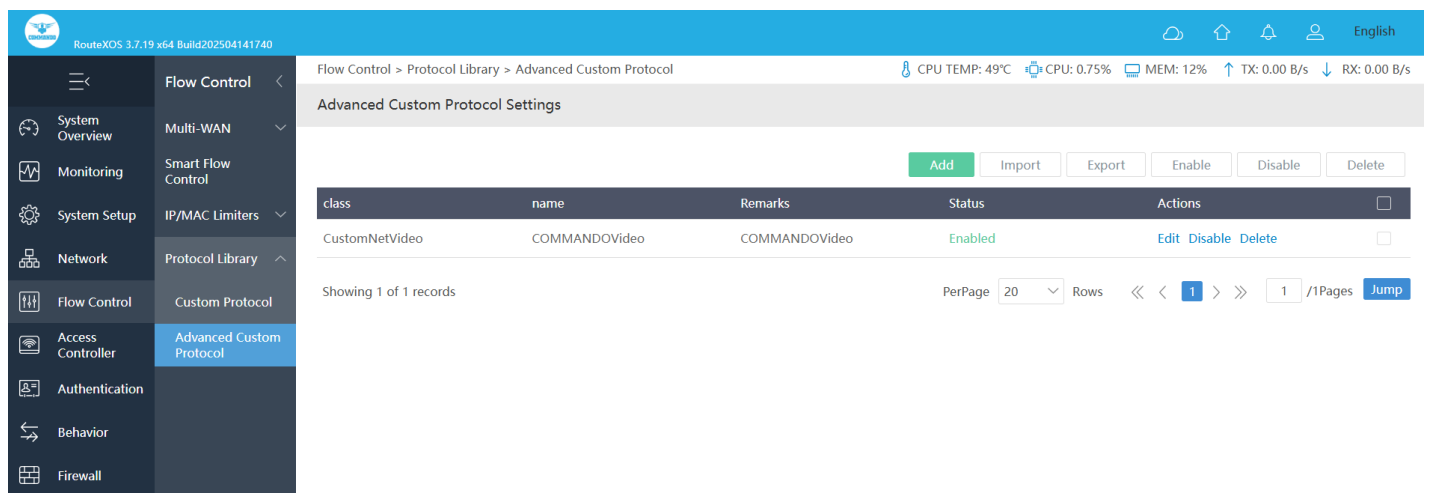 COMMANDO
RouteXOS 3.7.19 x64 Build202504141740
English
Flow Control
Flow Control > Protocol Library > Advanced Custom Protocol
CPU TEMP: 49℃ CPU: 0.75% MEM: 12% TX: 0.00 B/s RX: 0.00 B/s
Advanced Custom Protocol Settings
System
Overview
Monitoring
System Setup
Network
Flow Control
Access
Controller
Authentication
Behavior
Firewall
Multi-WAN
Smart Flow
Control
IP/MAC Limiters
Protocol Library
Custom Protocol
Advanced Custom
Protocol
Add Import Export Enable Disable Delete
class name Remarks Status Actions
CustomNetVideo COMMANDOVideo COMMANDOVideo Enabled Edit Disable Delete
Showing 1 of 1 records
PerPage 20 Rows 1 1 /1Pages Jump